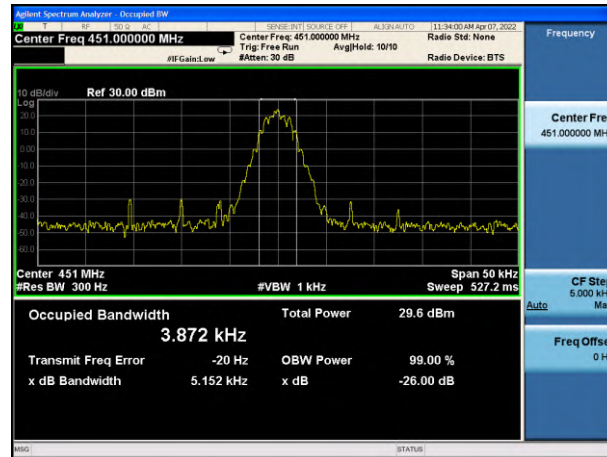 Agilent Spectrum Analyzer - Occupied BW
T RF 50 Ω AC SENSE:INT SOURCE OFF ALIGN AUTO 11:34:00 AM Apr 07, 2022
Center Freq 451.000000 MHz Center Freq: 451.000000 MHz Radio Std: None Frequency
Trig: Free Run Avg|Hold: 10/10
#IFGain:Low #Atten: 30 dB Radio Device: BTS
10 dB/div Ref 30.00 dBm
Log
20.0
10.0
0.00
-10.0
-20.0
-30.0
-40.0
-50.0
-60.0
Center Fre
451.000000 MH
Center 451 MHz Span 50 kHz
#Res BW 300 Hz #VBW 1 kHz Sweep 527.2 ms
CF Ste
5.000 kH
Auto Ma
Occupied Bandwidth Total Power 29.6 dBm
3.872 kHz
Transmit Freq Error -20 Hz OBW Power 99.00 %
x dB Bandwidth 5.152 kHz x dB -26.00 dB
Freq Offse
0 H
MSG STATUS